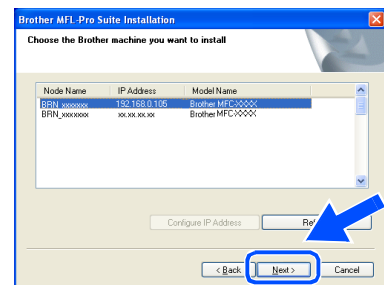 Brother MFL-Pro Suite Installation
Choose the Brother machine you want to install
Node Name IP Address Model Name
BRN_xxxxxx 192.168.0.105 Brother MFC-XXXX
BRN_xxxxxx xx.xx.xx.xx Brother MFC-XXXX
Configure IP Address
< Back Next > Cancel